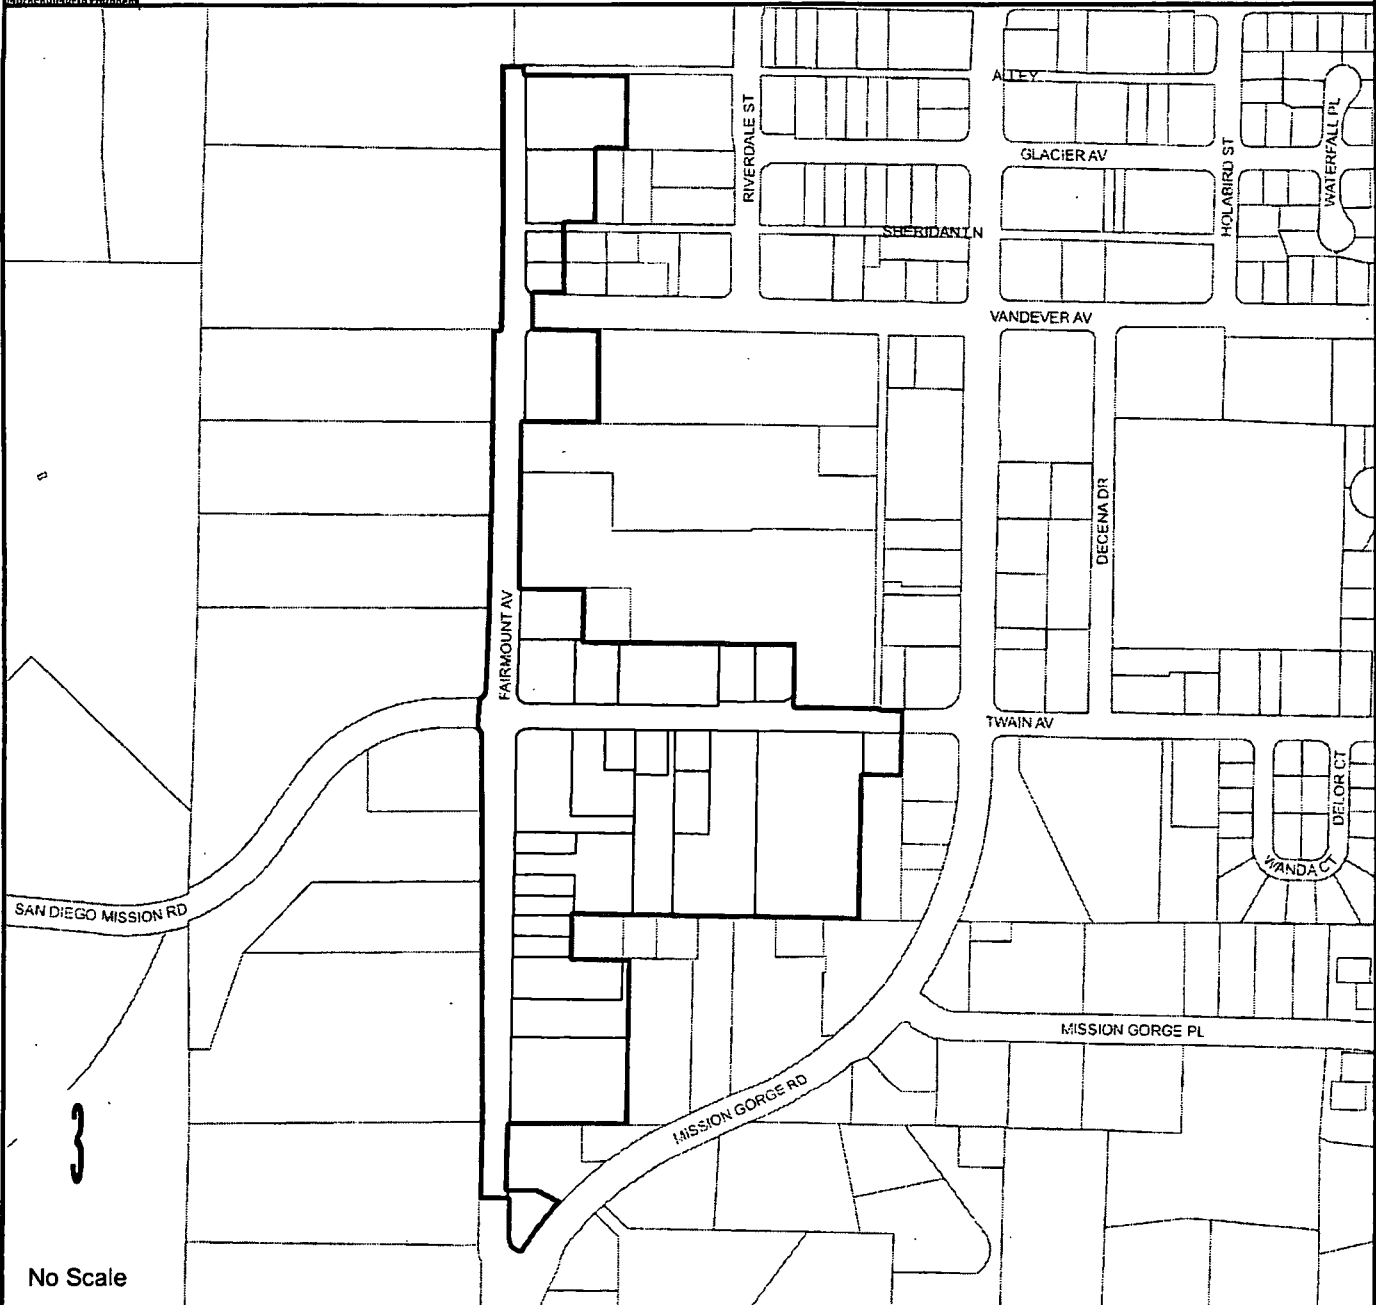 ALLEY
RIVERDALE ST
GLACIER AV
HOLABIRD ST
WATERFALL PL
SHERIDAN LN
VANDEVER AV
DECENA DR
FAIRMOUNT AV
TWAIN AV
DELOR CT
WANDA CT
SAN DIEGO MISSION RD
MISSION GORGE PL
MISSION GORGE RD
3
No Scale